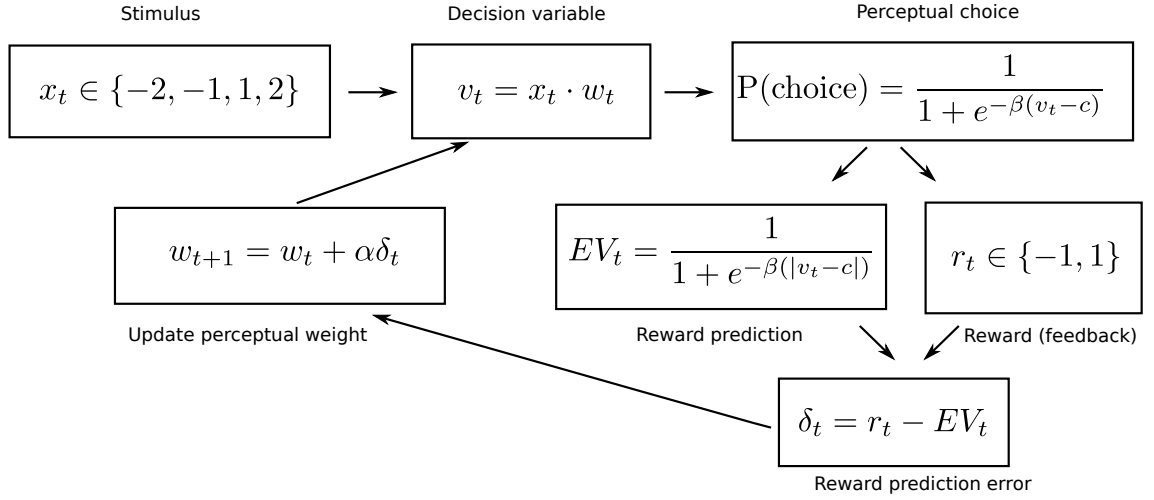 Stimulus
Decision variable
Perceptual choice
x_t ∈ {−2, −1, 1, 2}
v_t = x_t · w_t
P(choice) = \frac{1}{1 + e^{−β(v_t−c)}}
w_{t+1} = w_t + αδ_t
EV_t = \frac{1}{1 + e^{−β(|v_t−c|)}}
r_t ∈ {−1, 1}
Update perceptual weight
Reward prediction
Reward (feedback)
δ_t = r_t − EV_t
Reward prediction error